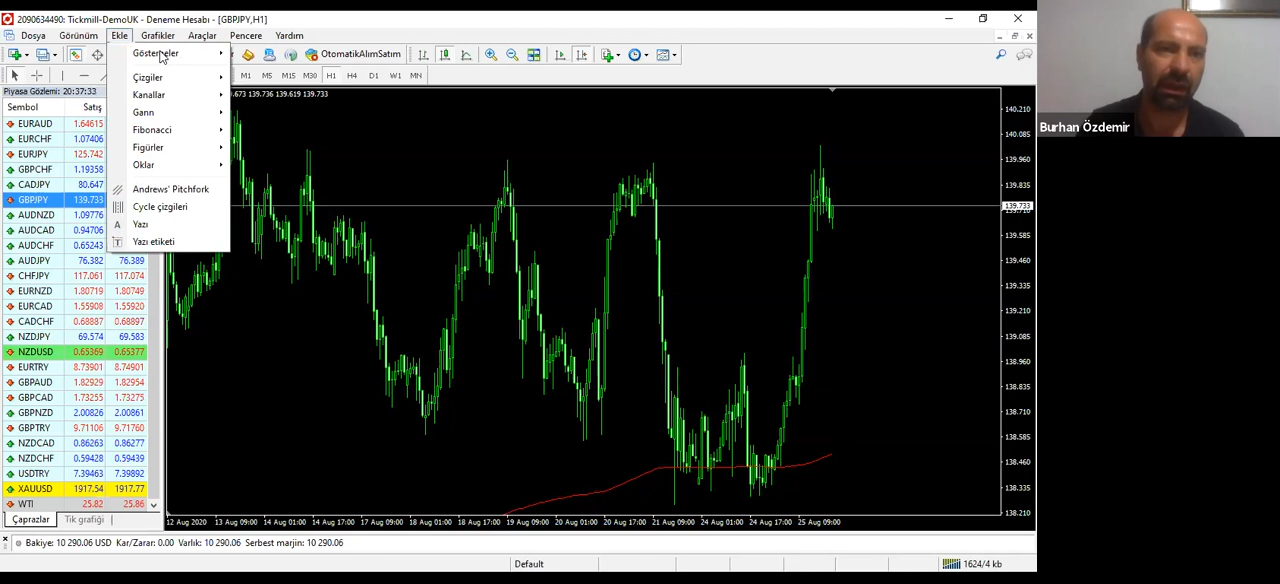 2090634490: Tickmill-DemoUK - Deneme Hesabı - [GBPJPY,H1]
Dosya Görünüm Ekle Grafikler Araçlar Pencere Yardım
OtomatikAlımSatım
M1 M5 M15 M30 H1 H4 D1 W1 MN
Göstergeler
Çizgiler
Kanallar
Gann
Fibonacci
Figürler
Oklar
Andrews' Pitchfork
Cycle çizgileri
A Yazı
T Yazı etiketi
Piyasa Gözlemi: 20:37:33
Sembol Satış
EURAUD 1.64615
EURCHF 1.07406
EURJPY 125.742
GBPCHF 1.19358
CADJPY 80.647
GBPJPY 139.733
AUDNZD 1.09776
AUDCAD 0.94706
AUDCHF 0.65243
AUDJPY 76.382 76.389
CHFJPY 117.061 117.074
EURNZD 1.80719 1.80749
EURCAD 1.55908 1.55920
CADCHF 0.68887 0.68897
NZDJPY 69.574 69.583
NZDUSD 0.65369 0.65377
EURTRY 8.73901 8.74901
GBPAUD 1.82929 1.82954
GBPCAD 1.73255 1.73275
GBPNZD 2.00826 2.00861
GBPTRY 9.71106 9.71760
NZDCAD 0.86263 0.86277
NZDCHF 0.59428 0.59439
USDTRY 7.39463 7.39892
XAUUSD 1917.54 1917.77
WTI 25.82 25.86
Çaprazlar Tik grafiği
139.736 139.619 139.733
140.210
140.085
139.960
139.835
139.733
139.710
139.585
139.460
139.335
139.210
139.085
138.960
138.835
138.710
138.585
138.460
138.335
138.210
12 Aug 2020 13 Aug 09:00 14 Aug 01:00 14 Aug 17:00 17 Aug 09:00 18 Aug 01:00 18 Aug 17:00 19 Aug 09:00 20 Aug 01:00 20 Aug 17:00 21 Aug 09:00 24 Aug 01:00 24 Aug 17:00 25 Aug 09:00
Bakiye: 10 290.06 USD Kar/Zarar: 0.00 Varlık: 10 290.06 Serbest marjin: 10 290.06
Default
1624/4 kb
Burhan Özdemir